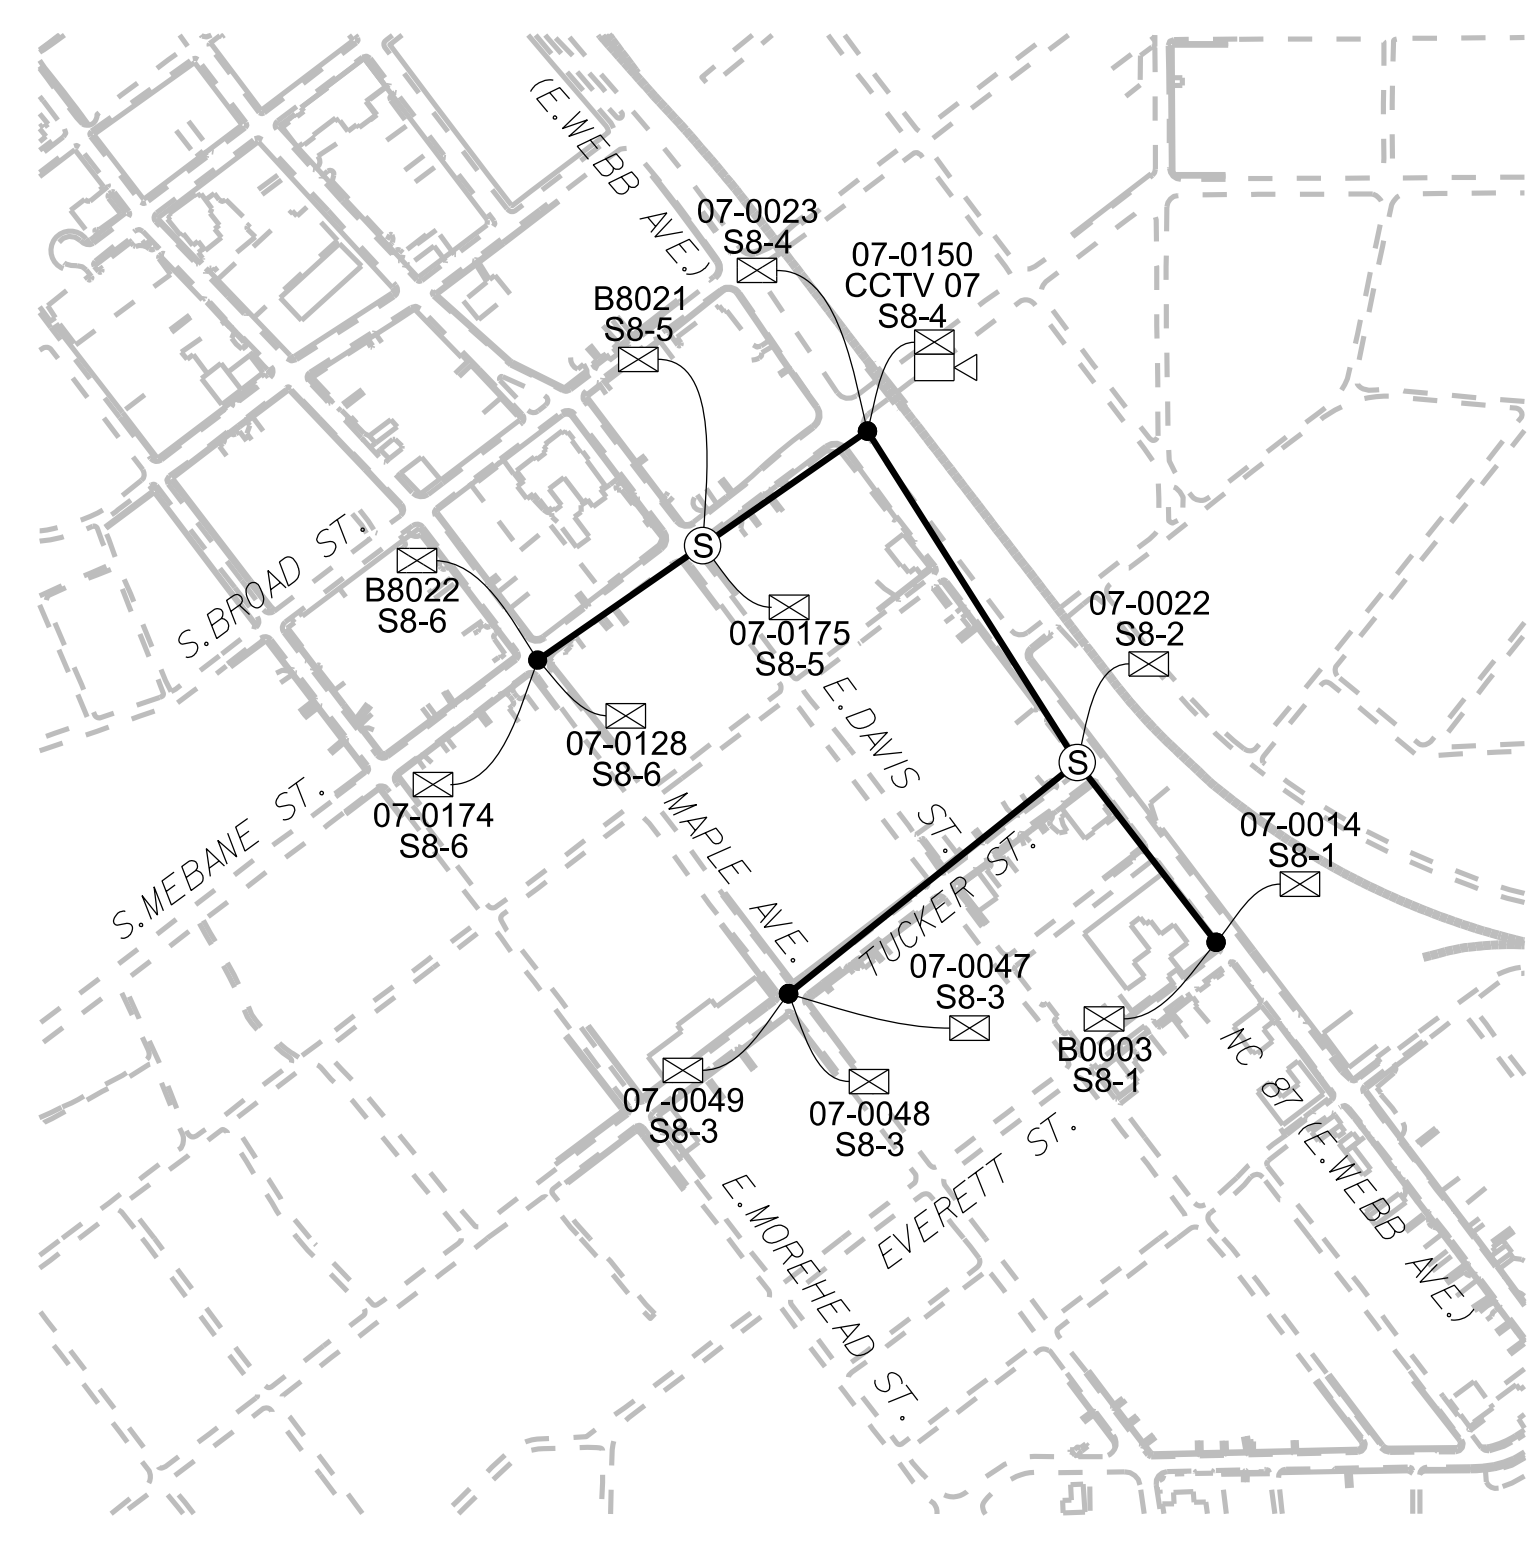 (E.WEBB AVE.)
07-0023
S8-4
07-0150
CCTV 07
S8-4
B8021
S8-5
S
S.BROAD ST.
B8022
S8-6
07-0175
S8-5
07-0022
S8-2
07-0128
S8-6
E.DAVIS ST.
S
07-0174
S8-6
S.MEBANE ST.
MAPLE AVE.
TUCKER ST.
07-0014
S8-1
07-0047
S8-3
B0003
S8-1
07-0049
S8-3
07-0048
S8-3
NC 87 (E.WEBB AVE.)
EVERETT ST.
E.MOREHEAD ST.